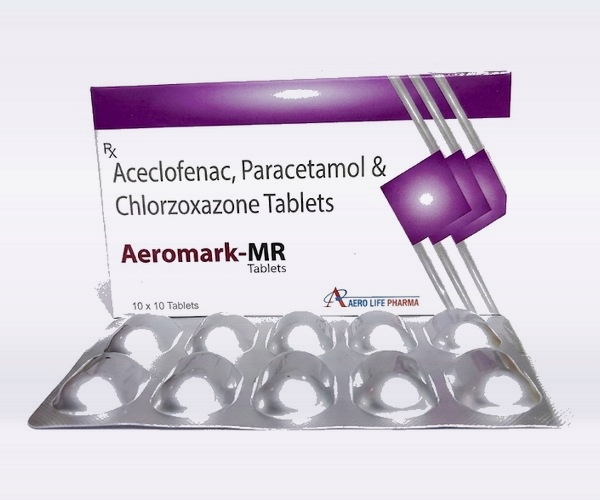 Rx
Aceclofenac, Paracetamol &
Chlorzoxazone Tablets
Aeromark-MR
Tablets
10 x 10 Tablets
AERO LIFE PHARMA